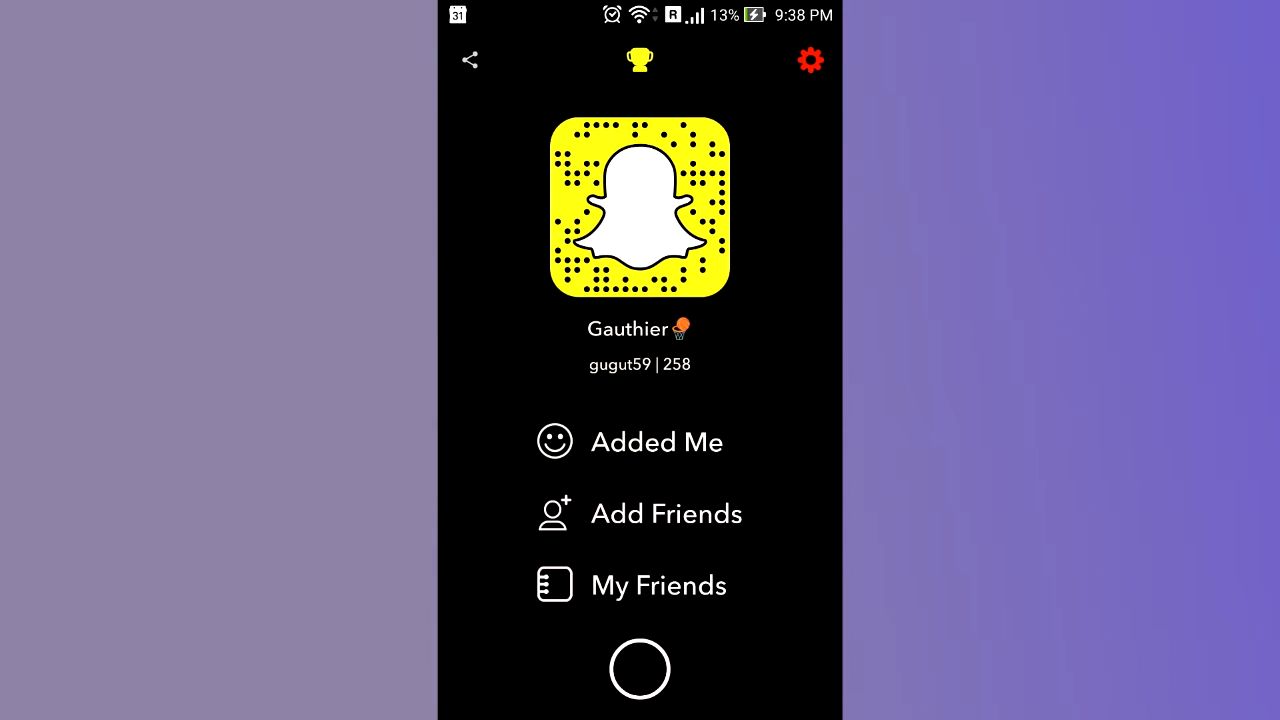 31 R 13% 9:38 PM
Gauthier
gugut59 | 258
Added Me
Add Friends
My Friends